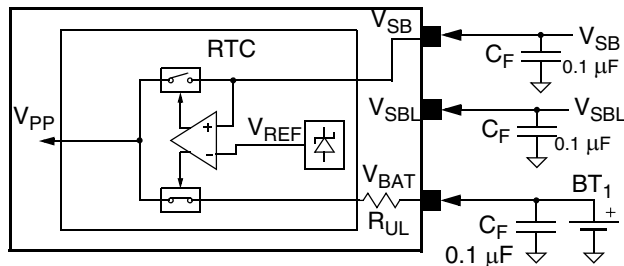 RTC
V_SB
V_SB
C_F
0.1 µF
V_PP
V_REF
+
-
V_SBL
V_SBL
C_F
0.1 µF
V_BAT
R_UL
BT_1
+
C_F
0.1 µF